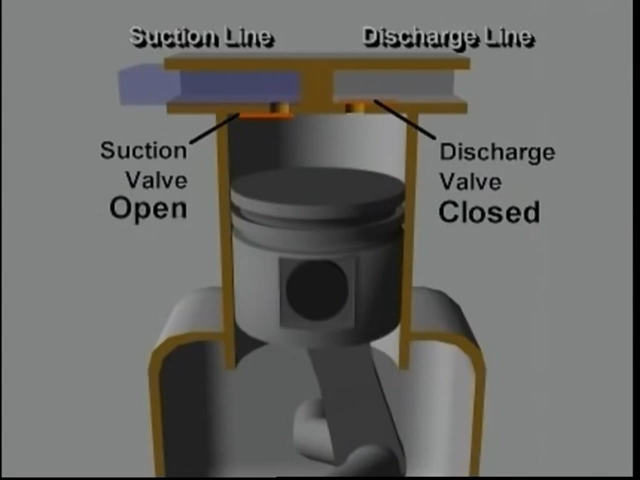 Suction Line
Discharge Line
Suction
Valve
Open
Discharge
Valve
Closed